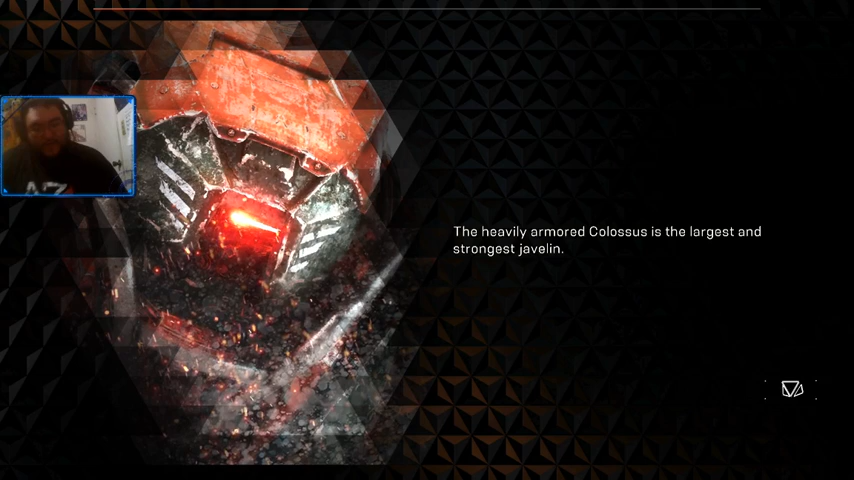 The heavily armored Colossus is the largest and
strongest javelin.